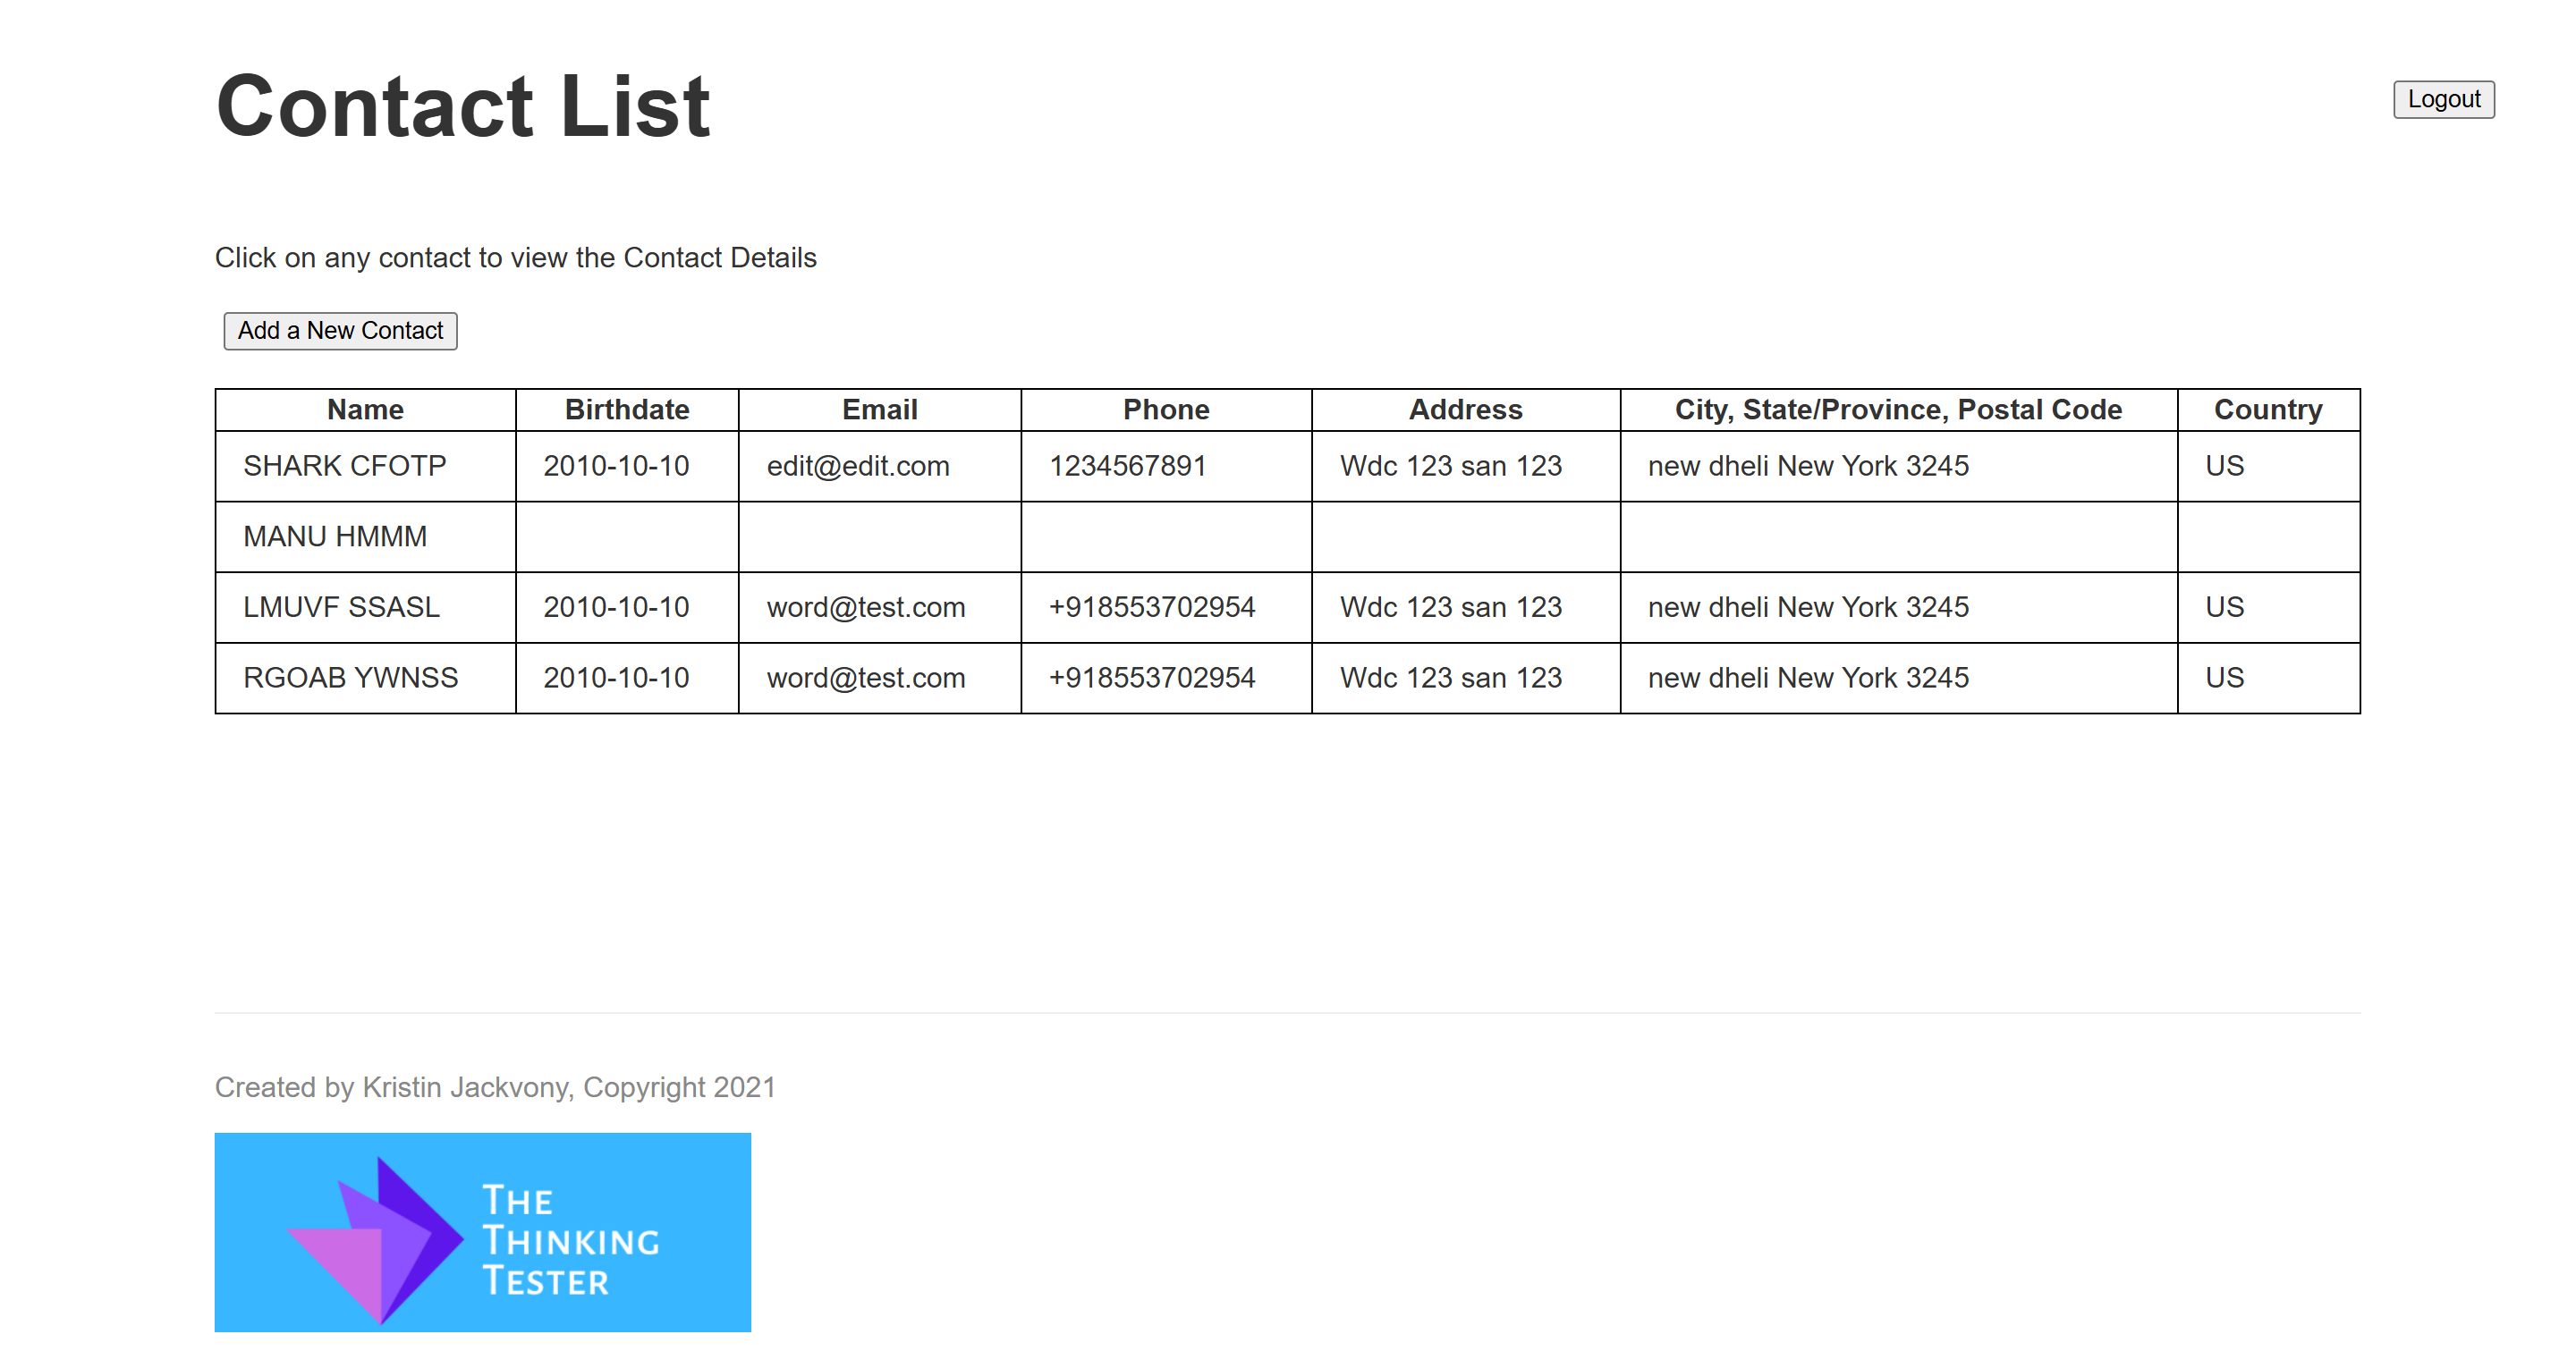 Contact List
Logout
Click on any contact to view the Contact Details
Add a New Contact
Name Birthdate Email Phone Address City, State/Province, Postal Code Country
SHARK CFOTP 2010-10-10 edit@edit.com 1234567891 Wdc 123 san 123 new dheli New York 3245 US
MANU HMMM
LMUVF SSASL 2010-10-10 word@test.com +918553702954 Wdc 123 san 123 new dheli New York 3245 US
RGOAB YWNSS 2010-10-10 word@test.com +918553702954 Wdc 123 san 123 new dheli New York 3245 US
Created by Kristin Jackvony, Copyright 2021
THE
THINKING
TESTER